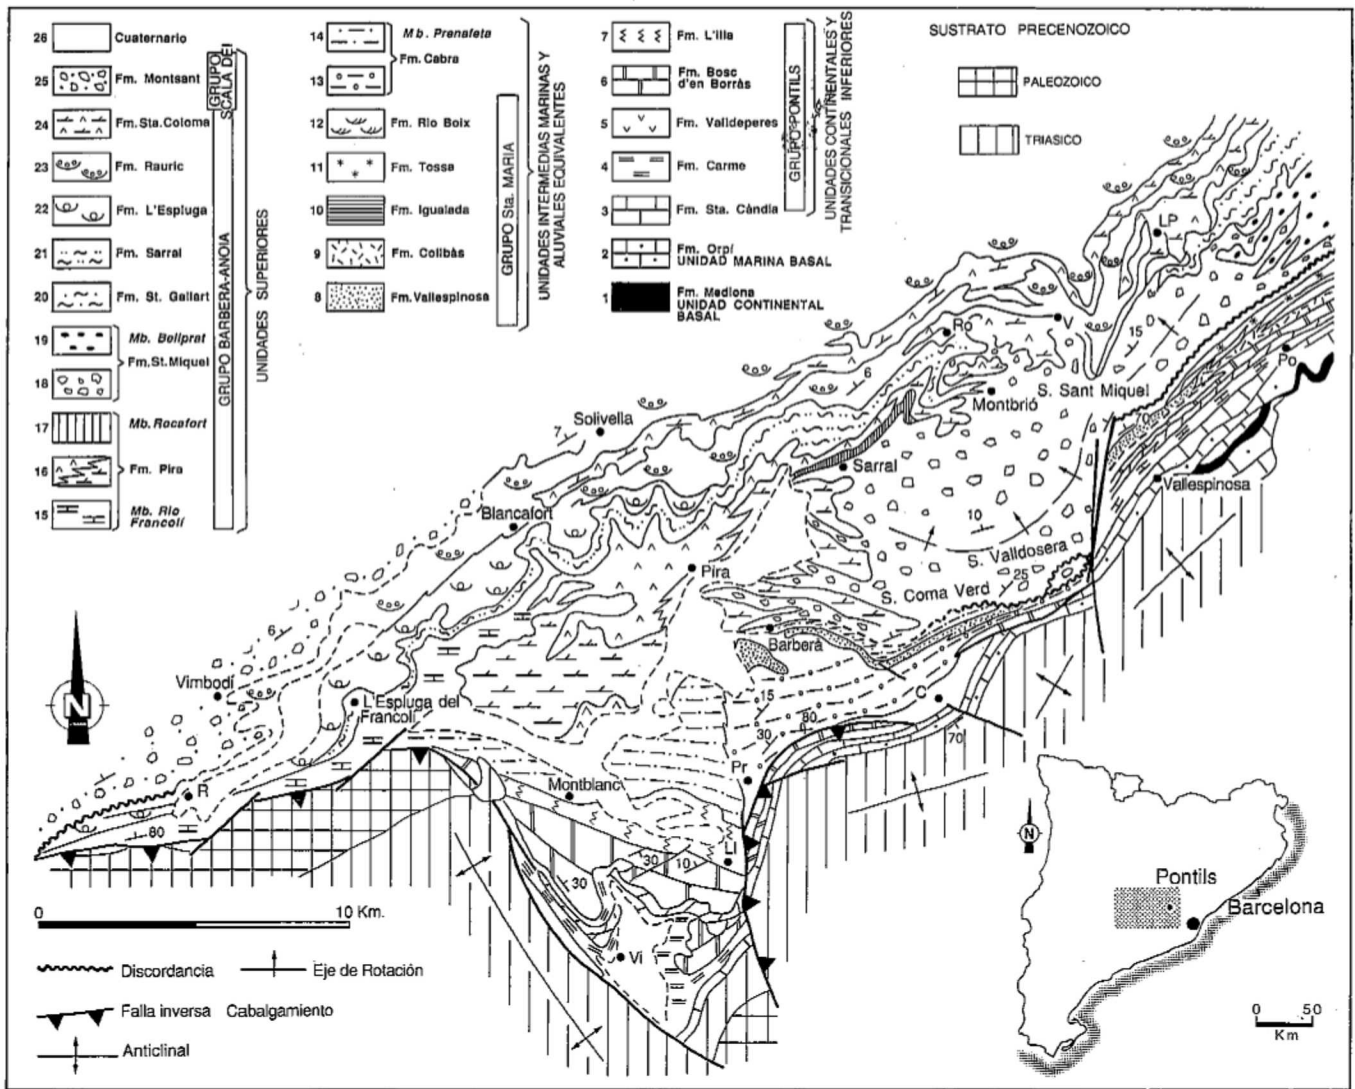 26 Cuaternario
25 Fm. Montsant
24 Fm. Sta. Coloma
23 Fm. Rauric
22 Fm. L'Espluga
21 Fm. Sarral
20 Fm. St. Gallart
19 Mb. Bellprat
Fm. St. Miquel
18
17 Mb. Rocafort
16 Fm. Pira
15 Mb. Rio
Francolí
GRUPO
SCALA DEI
GRUPO BARBERA-ANOIA
UNIDADES SUPERIORES
14 Mb. Prenafeta
Fm. Cabra
13
12 Fm. Rio Boix
11 Fm. Tossa
10 Fm. Igualada
9 Fm. Collbàs
8 Fm. Vallespinosa
GRUPO Sta. MARIA
UNIDADES INTERMEDIAS MARINAS Y
ALUVIALES EQUIVALENTES
7 Fm. L'Illa
6 Fm. Bosc
d'en Borràs
5 Fm. Valldeperes
4 Fm. Carme
3 Fm. Sta. Càndia
2 Fm. Orpí
UNIDAD MARINA BASAL
1 Fm. Mediona
UNIDAD CONTINENTAL
BASAL
GRUPO PONTILS
UNIDADES CONTINENTALES Y
TRANSICIONALES INFERIORES
SUSTRATO PRECENOZOICO
PALEOZOICO
TRIASICO
LP
V
15
Ro
Po
6
Montbrió
S. Sant Miquel
Solivella
7
70
Sarral
Vallespinosa
Blancafort
10
S. Valldosera
Pira
25
S. Coma Verd
6
Barberà
Vimbodí
L'Espluga del
Francolí
15
C
30
80
70
Pr
Montblanc
R
80
Ll
30
10
30
Vi
N
0 10 Km.
Discordancia
Eje de Rotación
Falla inversa Cabalgamiento
Anticlinal
N
Pontils
Barcelona
0 50
Km